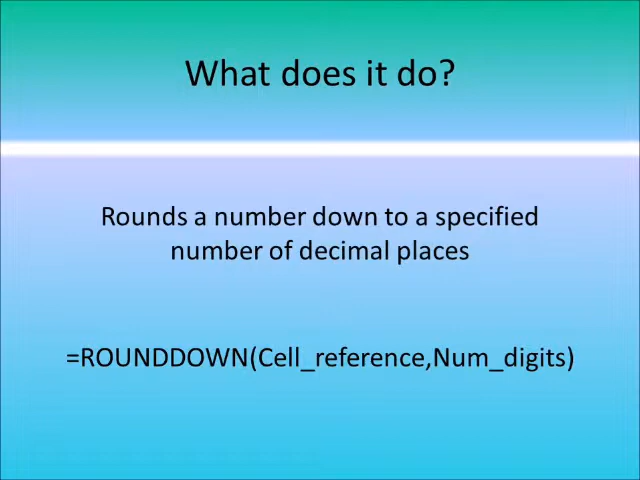 What does it do?
Rounds a number down to a specified
number of decimal places
=ROUNDDOWN(Cell_reference,Num_digits)